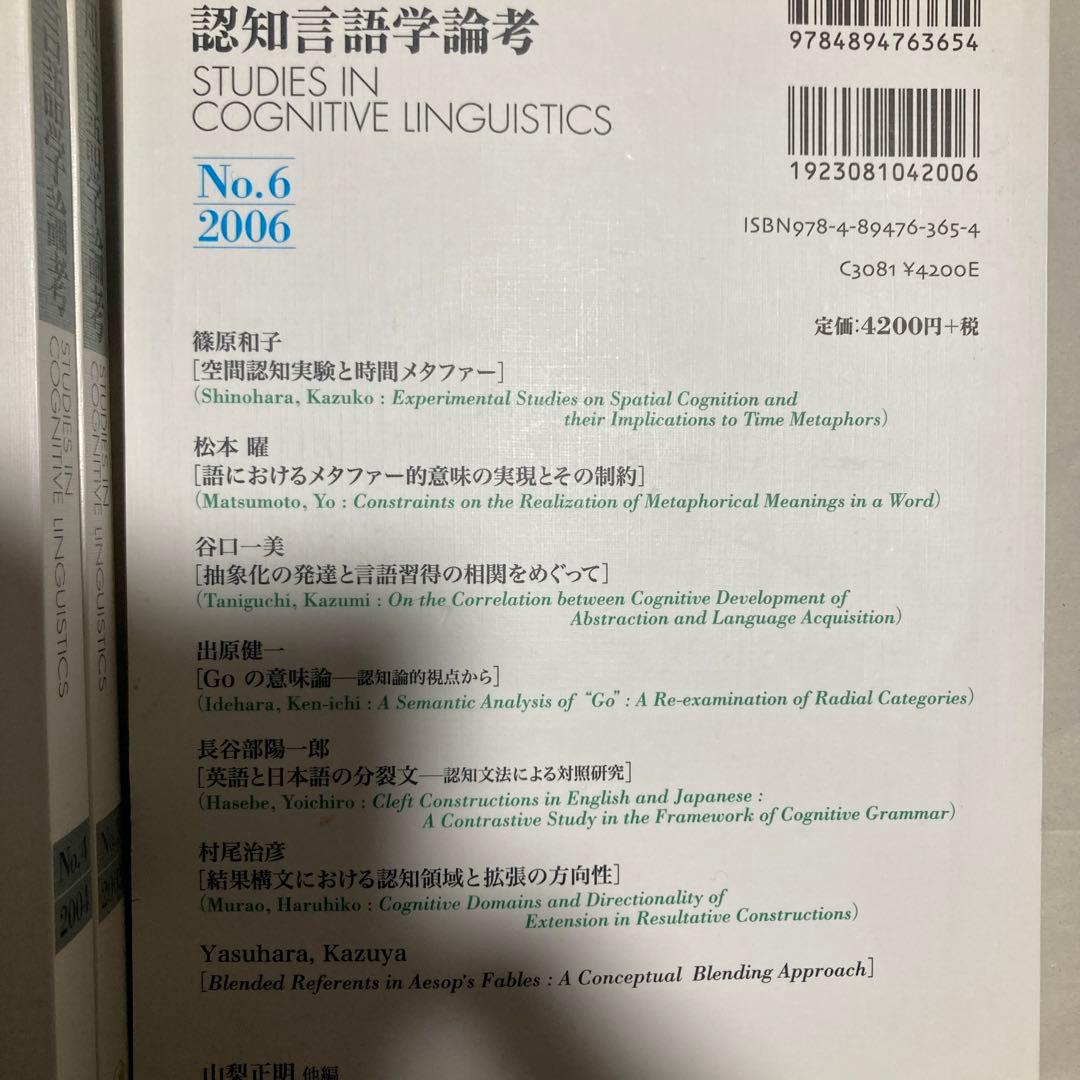 認知言語学論考
STUDIES IN
COGNITIVE LINGUISTICS
No.6
2006
9784894763654
1923081042006
ISBN978-4-89476-365-4
C3081 ¥4200E
定価:4200円+税
篠原和子
[空間認知実験と時間メタファー]
(Shinohara, Kazuko : Experimental Studies on Spatial Cognition and
their Implications to Time Metaphors)
松本 曜
[語におけるメタファー的意味の実現とその制約]
(Matsumoto, Yo : Constraints on the Realization of Metaphorical Meanings in a Word)
谷口一美
[抽象化の発達と言語習得の相関をめぐって]
(Taniguchi, Kazumi : On the Correlation between Cognitive Development of
Abstraction and Language Acquisition)
出原健一
[Go の意味論―認知論的視点から]
(Idehara, Ken-ichi : A Semantic Analysis of “Go” : A Re-examination of Radial Categories)
長谷部陽一郎
[英語と日本語の分裂文―認知文法による対照研究]
(Hasebe, Yoichiro : Cleft Constructions in English and Japanese :
A Contrastive Study in the Framework of Cognitive Grammar)
村尾治彦
[結果構文における認知領域と拡張の方向性]
(Murao, Haruhiko : Cognitive Domains and Directionality of
Extension in Resultative Constructions)
Yasuhara, Kazuya
[Blended Referents in Aesop's Fables : A Conceptual Blending Approach]
山梨正明 他編
STUDIES IN
COGNITIVE LINGUISTICS
No.4
2004
STUDIES IN
COGNITIVE LINGUISTICS